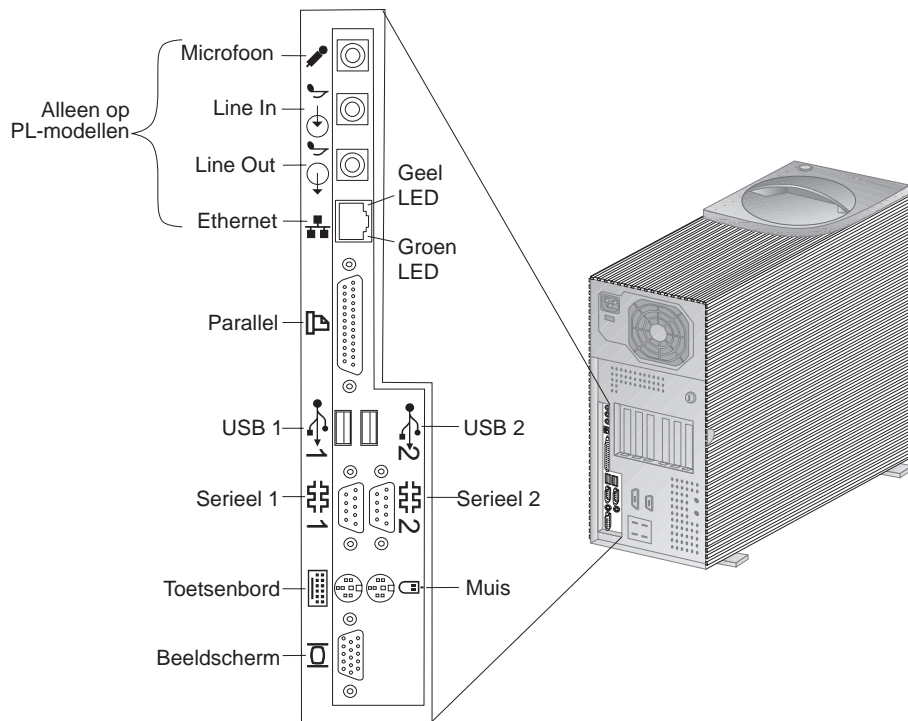 Microfoon
Alleen op
PL-modellen
Line In
Line Out
Geel
LED
Ethernet
Groen
LED
Parallel
USB 1
USB 2
1
2
Serieel 1
Serieel 2
1
2
Toetsenbord
Muis
Beeldscherm